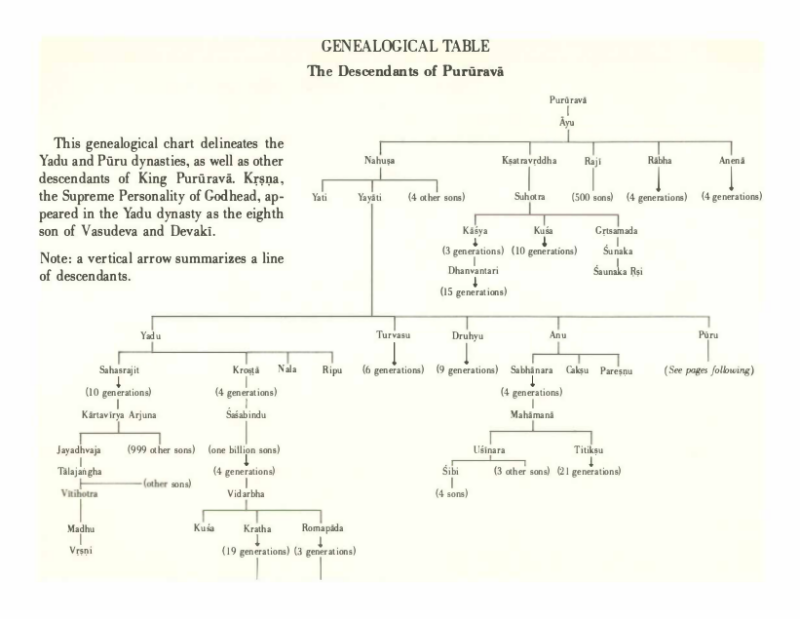 GENEALOGICAL TABLE
The Descendants of Purūravā
This genealogical chart delineates the
Yadu and Pūru dynasties, as well as other
descendants of King Purūravā. Kṛṣṇa,
the Supreme Personality of Godhead, ap-
peared in the Yadu dynasty as the eighth
son of Vasudeva and Devakī.
Note: a vertical arrow summarizes a line
of descendants.
Purūravā
Āyu
Nahuṣa Kṣatravṛddha Raji Rābha Anenā
Yati Yayāti (4 other sons) Suhotra (500 sons) (4 generations) (4 generations)
Kāśya Kuśa Gṛtsamada
(3 generations) (10 generations) Śunaka
Dhanvantari Śaunaka Ṛṣi
(15 generations)
Yadu Turvasu Druhyu Anu Pūru
Sahasrajit Kroṣṭā Nala Ripu (6 generations) (9 generations) Sabhānara Cakṣu Pareṣṇu (See pages following)
(10 generations) (4 generations) (4 generations)
Kārtavīrya Arjuna Śaśabindu Mahāmanā
Jayadhvaja (999 other sons) (one billion sons) Uśīnara Titikṣu
Tālajaṅgha (4 generations) Śibi (3 other sons) (21 generations)
(other sons)
Vītihotra Vidarbha (4 sons)
Madhu Kuśa Kratha Romapāda
Vṛṣṇi (19 generations) (3 generations)